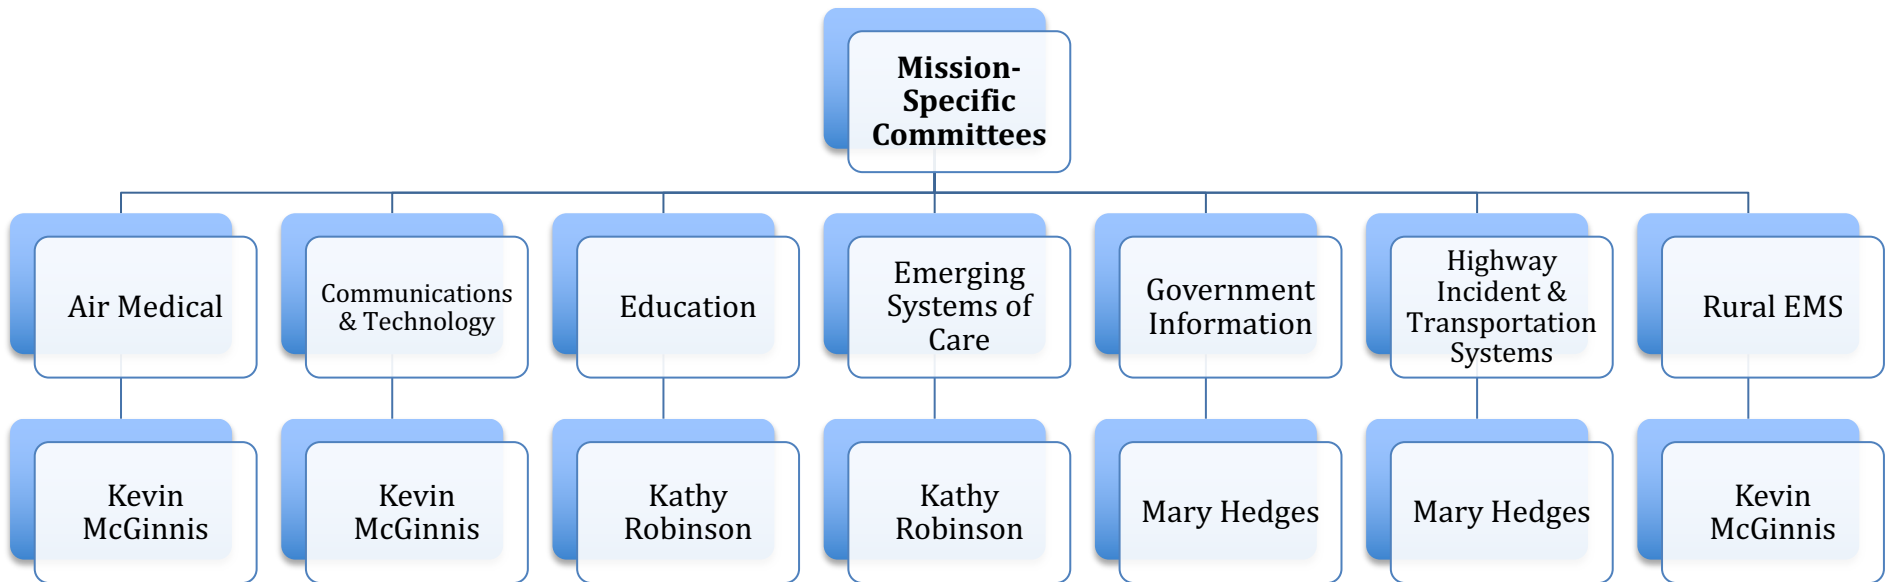 Mission-
Specific
Committees
Air Medical
Communications
& Technology
Education
Emerging
Systems of
Care
Government
Information
Highway
Incident &
Transportation
Systems
Rural EMS
Kevin
McGinnis
Kevin
McGinnis
Kathy
Robinson
Kathy
Robinson
Mary Hedges
Mary Hedges
Kevin
McGinnis